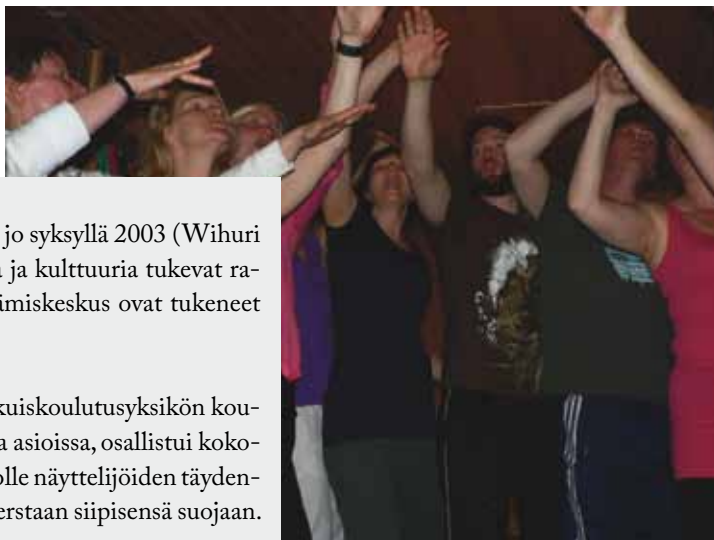 jo syksyllä 2003 (Wihuri
ja kulttuuria tukevat ra-
ämiskeskus ovat tukeneet
kuiskoulutusyksikön kou-
a asioissa, osallistui koko-
olle näyttelijöiden täyden-
erstaan siipisensä suojaan.